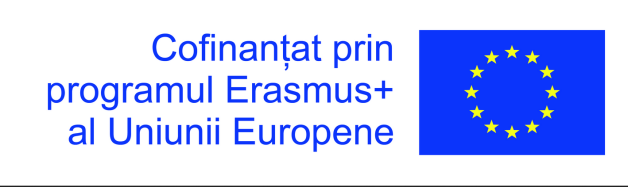 Cofinanțat prin
programul Erasmus+
al Uniunii Europene